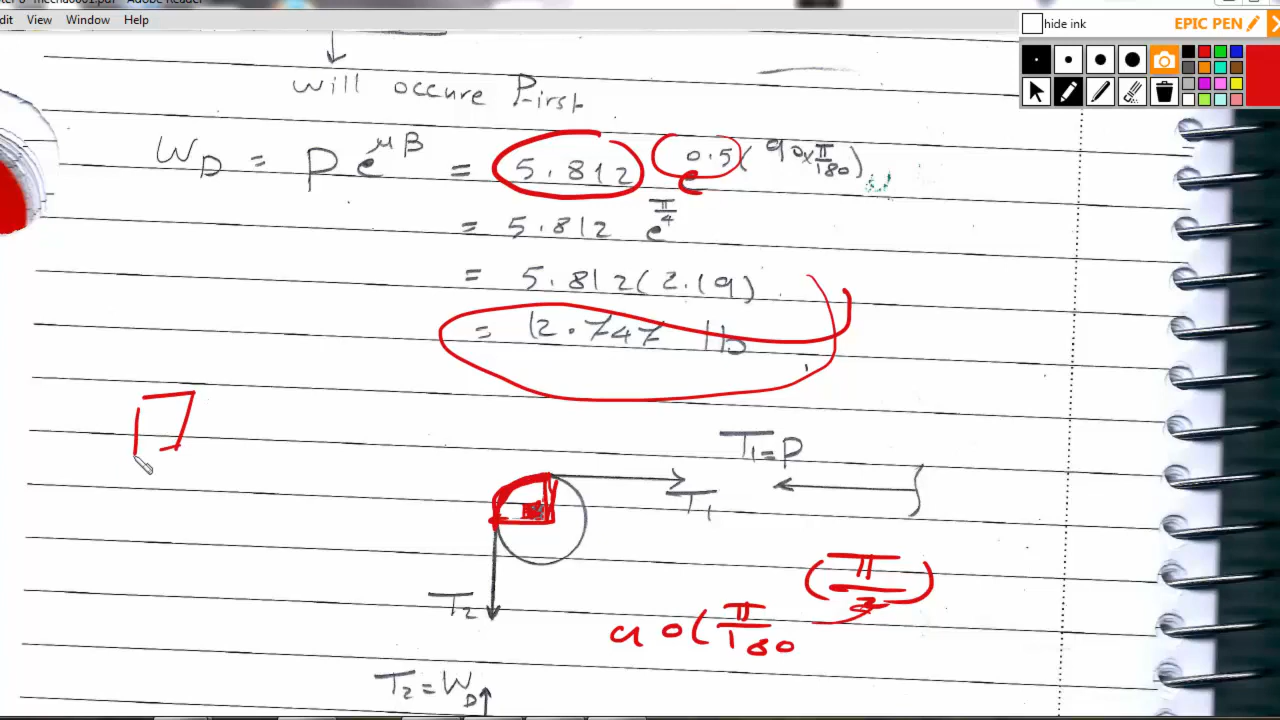 dit View Window Help
hide ink
EPIC PEN
will occure First
W_D = P e^{μβ} = 5.812 e^{0.5(90×π/180)}
= 5.812 e^{π/4}
= 5.812(2.19)
= 12.747 lb
T₁=P
T₁
(π/2)
T₂
90(π/180
T₂=W_D